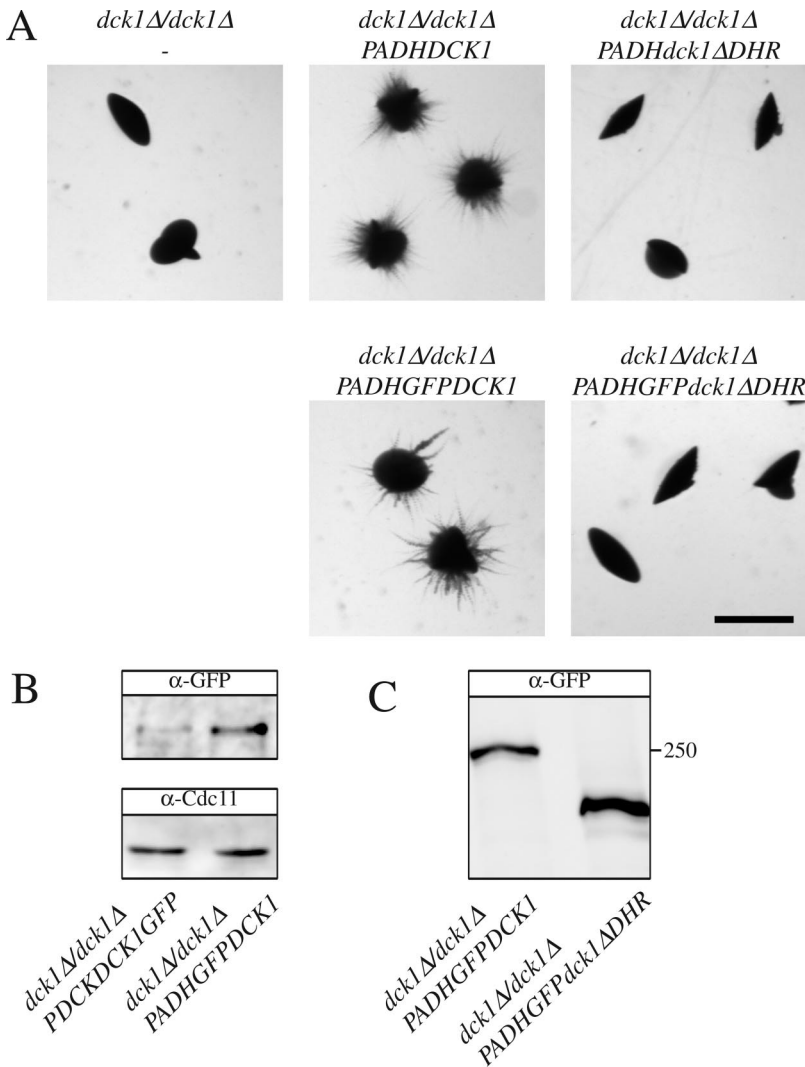 A
dck1Δ/dck1Δ
-
dck1Δ/dck1Δ
PADHDCK1
dck1Δ/dck1Δ
PADHdck1ΔDHR
dck1Δ/dck1Δ
PADHGFPDCK1
dck1Δ/dck1Δ
PADHGFPdck1ΔDHR
B
α-GFP
α-Cdc11
dck1Δ/dck1Δ
PDCKDCK1GFP
dck1Δ/dck1Δ
PADHGFPDCK1
C
α-GFP
250
dck1Δ/dck1Δ
PADHGFPDCK1
dck1Δ/dck1Δ
PADHGFPdck1ΔDHR